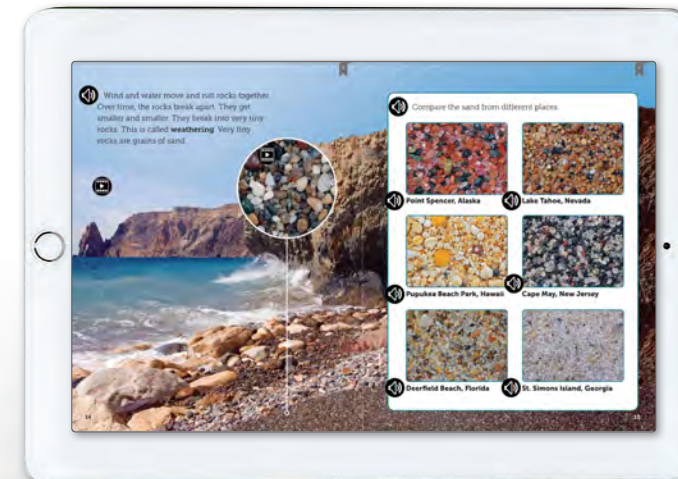 Wind and water move and rub rocks together.
Over time, the rocks break apart. They get
smaller and smaller. They break into very tiny
rocks. This is called weathering. Very tiny
rocks are grains of sand.
14
Compare the sand from different places.
Point Spencer, Alaska
Lake Tahoe, Nevada
Pupukea Beach Park, Hawaii
Cape May, New Jersey
Deerfield Beach, Florida
St. Simons Island, Georgia
15